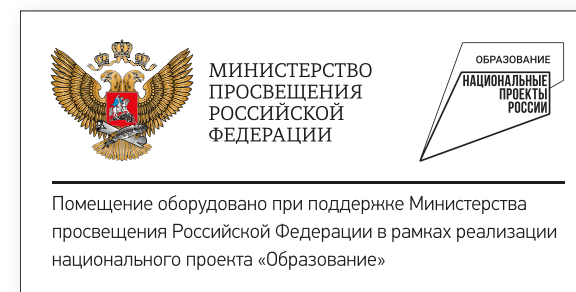 МИНИСТЕРСТВО
ПРОСВЕЩЕНИЯ
РОССИЙСКОЙ
ФЕДЕРАЦИИ
ОБРАЗОВАНИЕ
НАЦИОНАЛЬНЫЕ
ПРОЕКТЫ
РОССИИ
Помещение оборудовано при поддержке Министерства
просвещения Российской Федерации в рамках реализации
национального проекта «Образование»